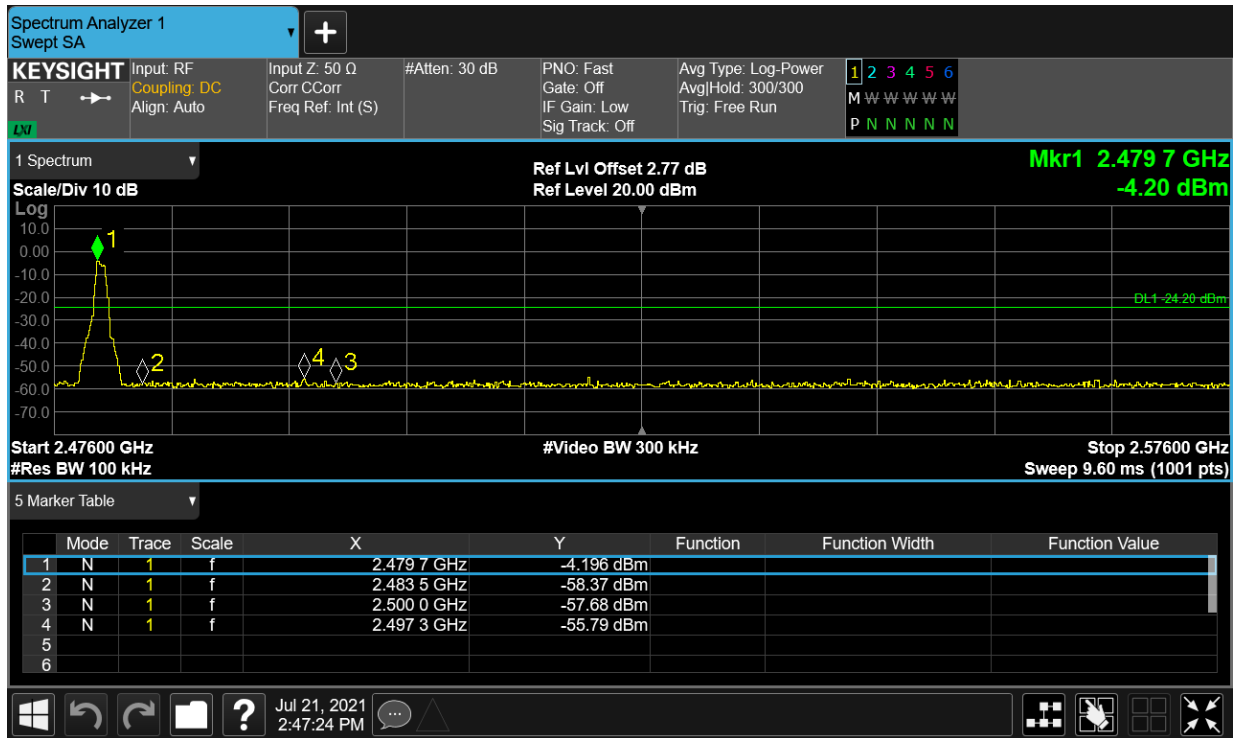 Spectrum Analyzer 1
Swept SA
KEYSIGHT
R T
LXI
Input: RF
Coupling: DC
Align: Auto
Input Z: 50 Ω
Corr CCorr
Freq Ref: Int (S)
#Atten: 30 dB
PNO: Fast
Gate: Off
IF Gain: Low
Sig Track: Off
Avg Type: Log-Power
Avg|Hold: 300/300
Trig: Free Run
1 2 3 4 5 6
M W W W W W
P N N N N N
1 Spectrum
Scale/Div 10 dB
Ref Lvl Offset 2.77 dB
Ref Level 20.00 dBm
Mkr1 2.479 7 GHz
-4.20 dBm
Log
10.0
0.00
-10.0
-20.0
-30.0
-40.0
-50.0
-60.0
-70.0
1
2
4
3
DL1 -24.20 dBm
Start 2.47600 GHz
#Res BW 100 kHz
#Video BW 300 kHz
Stop 2.57600 GHz
Sweep 9.60 ms (1001 pts)
5 Marker Table
Mode Trace Scale X Y Function Function Width Function Value
1 N 1 f 2.479 7 GHz -4.196 dBm
2 N 1 f 2.483 5 GHz -58.37 dBm
3 N 1 f 2.500 0 GHz -57.68 dBm
4 N 1 f 2.497 3 GHz -55.79 dBm
5
6
?
Jul 21, 2021
2:47:24 PM